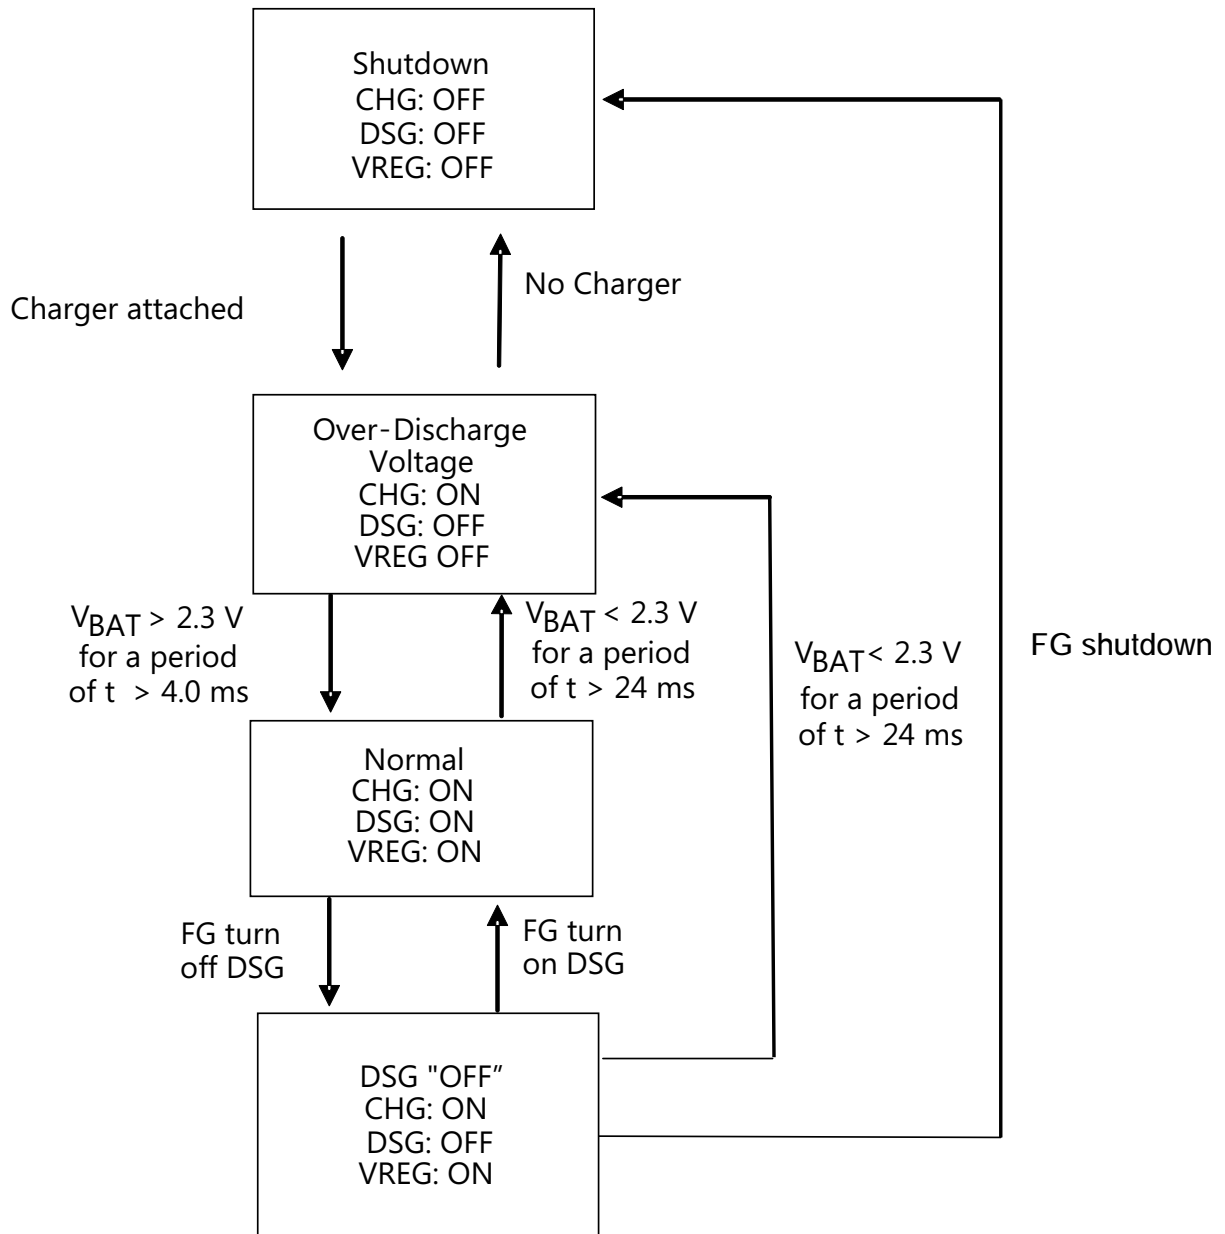 Shutdown
CHG: OFF
DSG: OFF
VREG: OFF
Charger attached
No Charger
Over-Discharge
Voltage
CHG: ON
DSG: OFF
VREG OFF
VBAT > 2.3 V
for a period
of t > 4.0 ms
VBAT < 2.3 V
for a period
of t > 24 ms
VBAT < 2.3 V
for a period
of t > 24 ms
FG shutdown
Normal
CHG: ON
DSG: ON
VREG: ON
FG turn
off DSG
FG turn
on DSG
DSG "OFF”
CHG: ON
DSG: OFF
VREG: ON